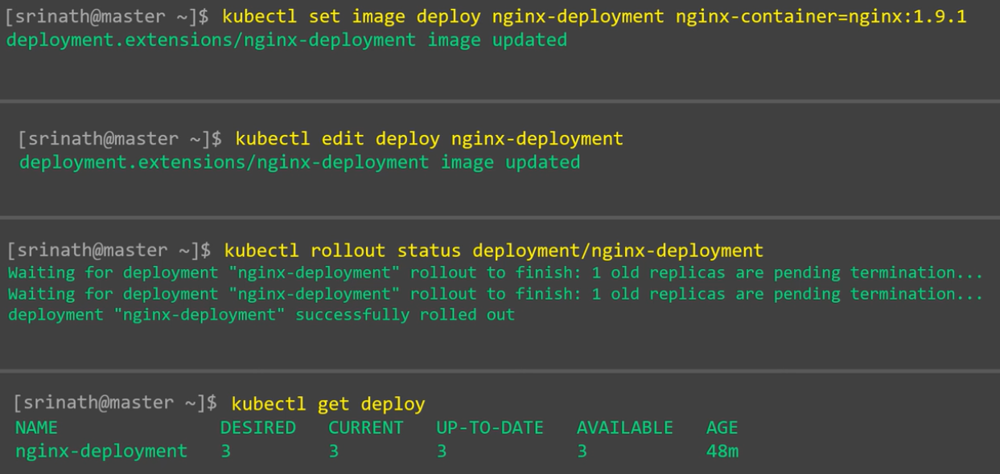 [srinath@master ~]$ kubectl set image deploy nginx-deployment nginx-container=nginx:1.9.1
deployment.extensions/nginx-deployment image updated
[srinath@master ~]$ kubectl edit deploy nginx-deployment
deployment.extensions/nginx-deployment image updated
[srinath@master ~]$ kubectl rollout status deployment/nginx-deployment
Waiting for deployment "nginx-deployment" rollout to finish: 1 old replicas are pending termination...
Waiting for deployment "nginx-deployment" rollout to finish: 1 old replicas are pending termination...
deployment "nginx-deployment" successfully rolled out
[srinath@master ~]$ kubectl get deploy
NAME DESIRED CURRENT UP-TO-DATE AVAILABLE AGE
nginx-deployment 3 3 3 3 48m